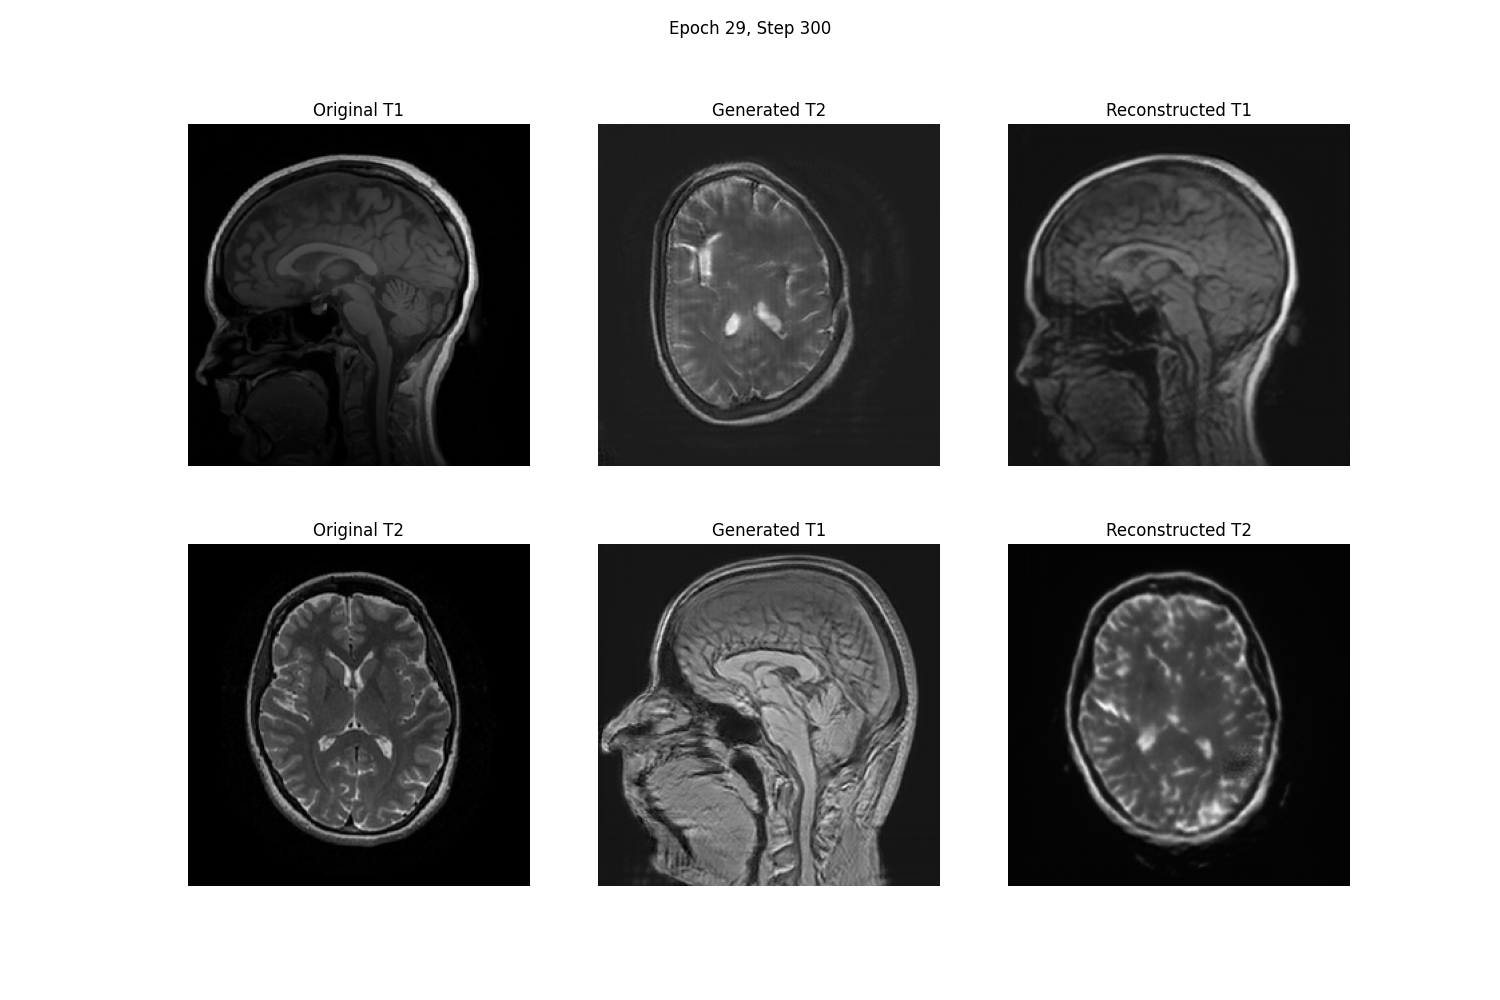 Epoch 29, Step 300
Original T1
Generated T2
Reconstructed T1
Original T2
Generated T1
Reconstructed T2